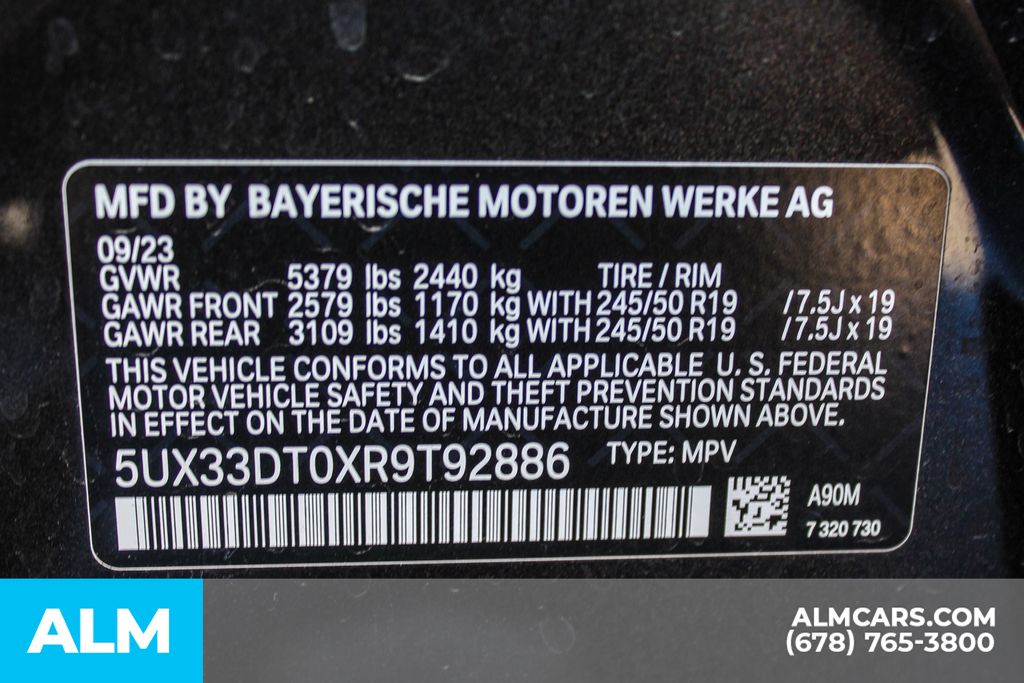 MFD BY BAYERISCHE MOTOREN WERKE AG
09/23
GVWR 5379 lbs 2440 kg TIRE / RIM
GAWR FRONT 2579 lbs 1170 kg WITH 245/50 R19 /7.5J x 19
GAWR REAR 3109 lbs 1410 kg WITH 245/50 R19 /7.5J x 19
THIS VEHICLE CONFORMS TO ALL APPLICABLE U. S. FEDERAL
MOTOR VEHICLE SAFETY AND THEFT PREVENTION STANDARDS
IN EFFECT ON THE DATE OF MANUFACTURE SHOWN ABOVE.
5UX33DT0XR9T92886 TYPE: MPV
A90M
7 320 730
ALM
ALMCARS.COM
(678) 765-3800